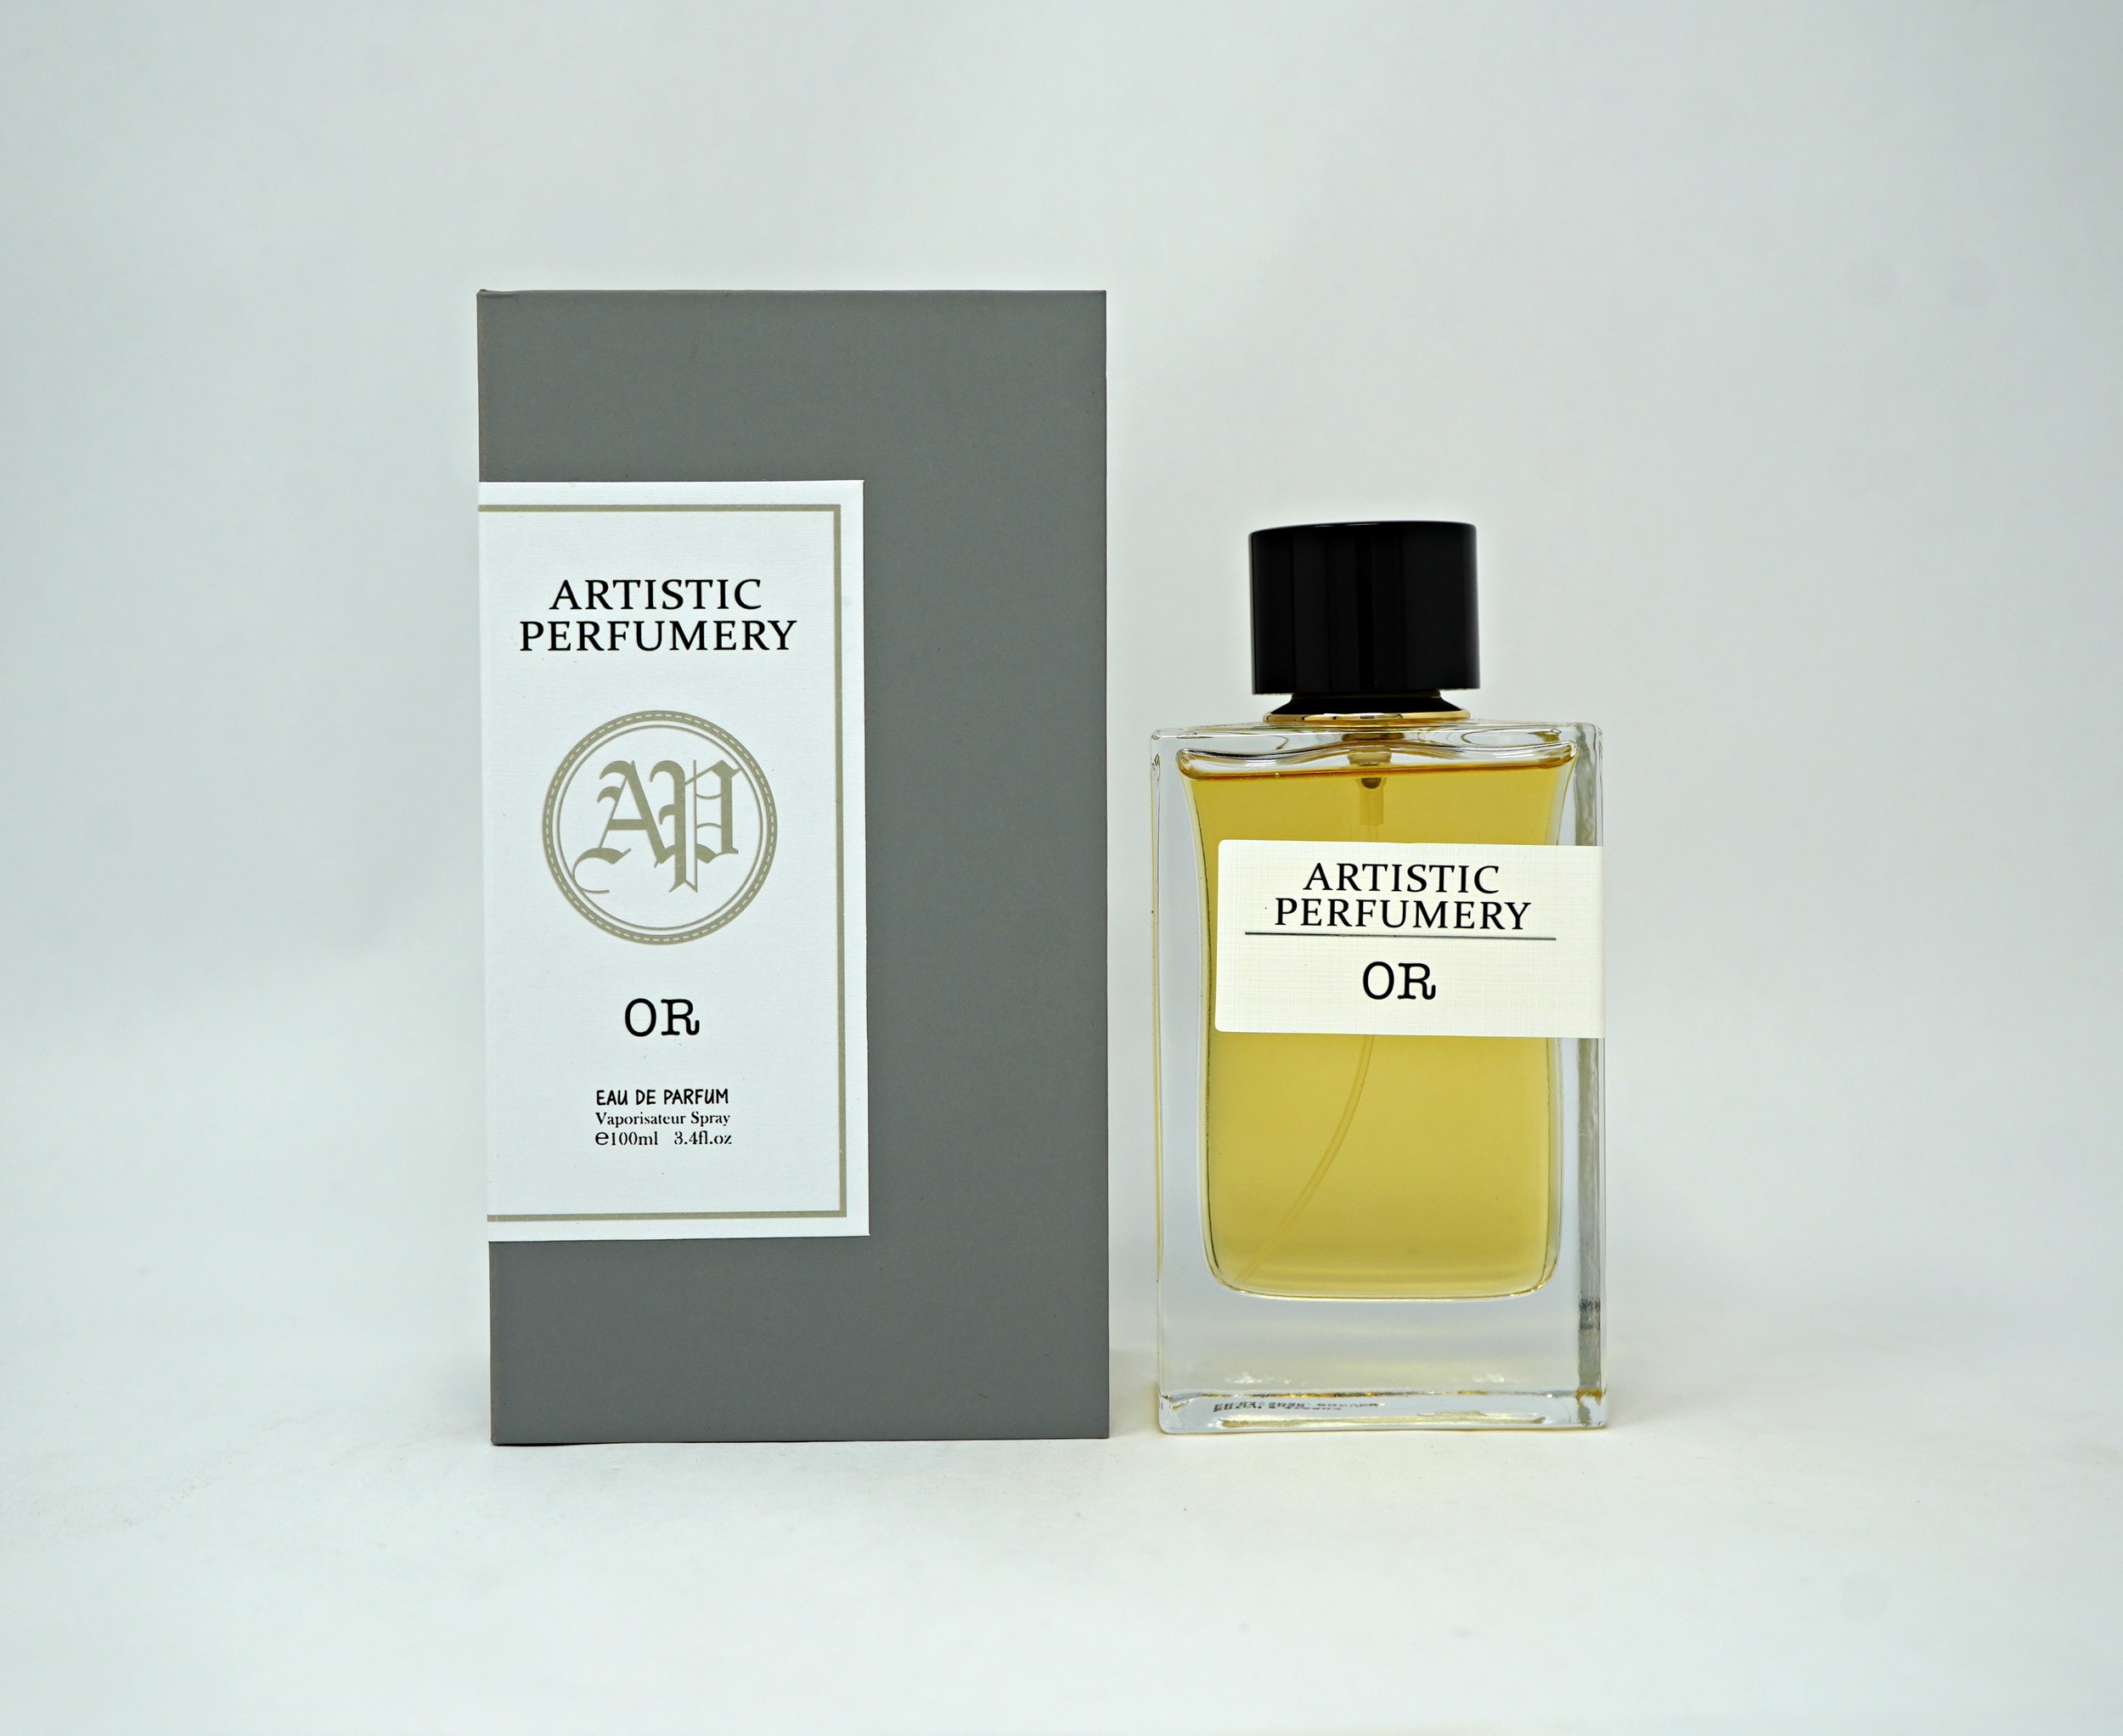 ARTISTIC
PERFUMERY
AP
OR
EAU DE PARFUM
Vaporisateur Spray
℮100ml 3.4fl.oz
ARTISTIC
PERFUMERY
OR